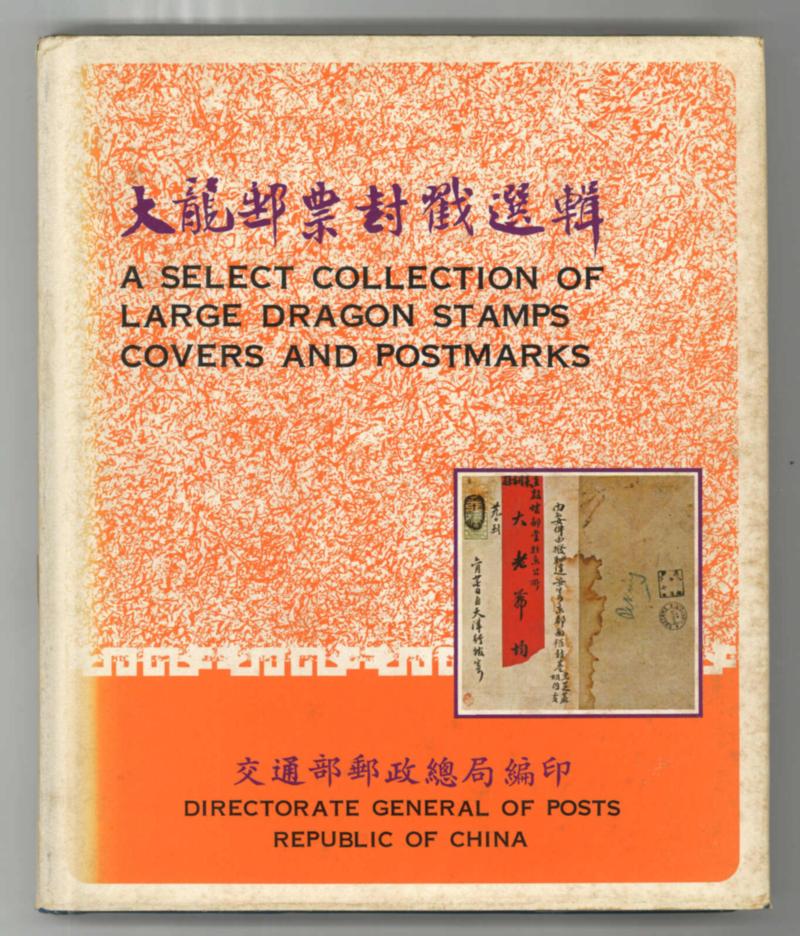 大龍郵票封戳選輯
A SELECT COLLECTION OF
LARGE DRAGON STAMPS
COVERS AND POSTMARKS
大老爺
交通部郵政總局編印
DIRECTORATE GENERAL OF POSTS
REPUBLIC OF CHINA